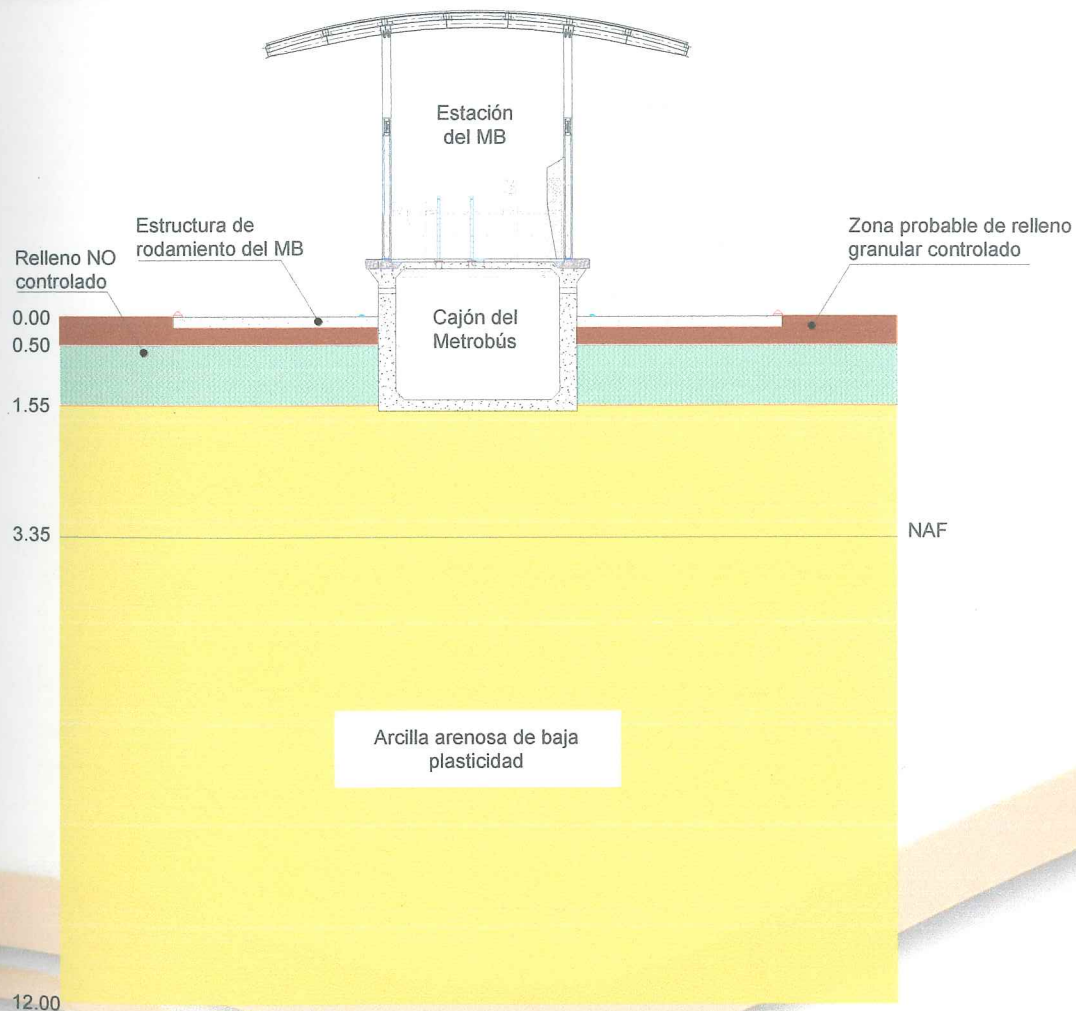 Estación
del MB
Estructura de
rodamiento del MB
Zona probable de relleno
granular controlado
Relleno NO
controlado
0.00
Cajón del
Metrobús
0.50
1.55
3.35
NAF
Arcilla arenosa de baja
plasticidad
12.00